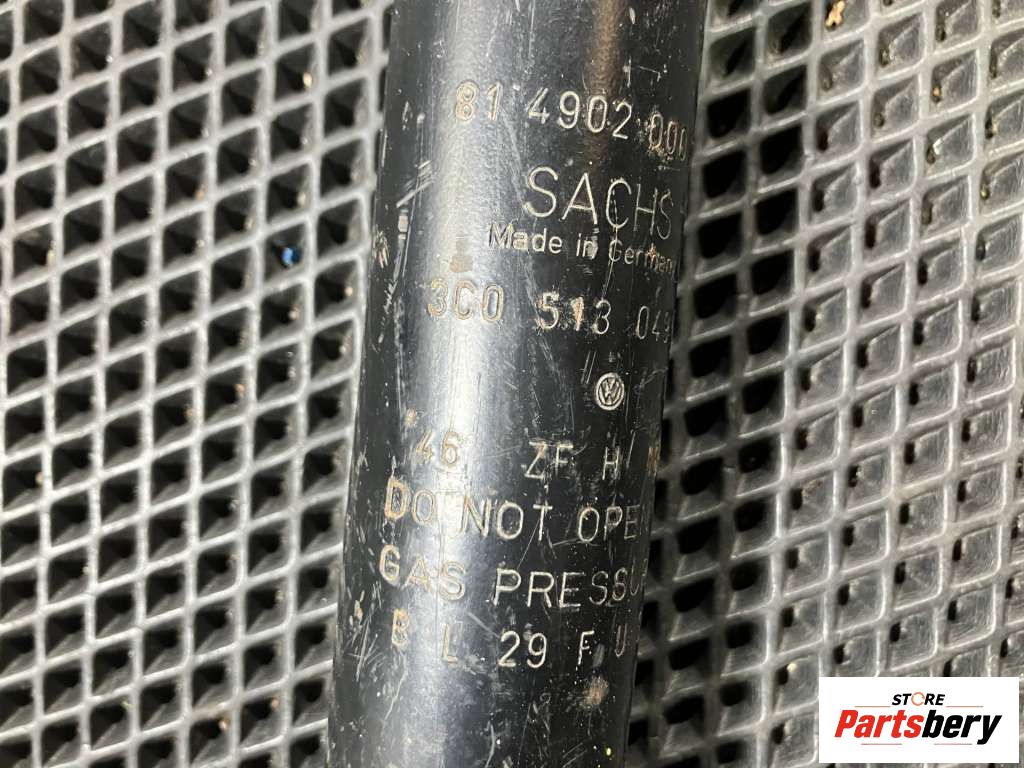 81 4902 000
SACHS
Made in Germany
3C0 513 049
VW
46 ZF H
DO NOT OPE
GAS PRESSU
B L 29 F U
STORE
Partsbery